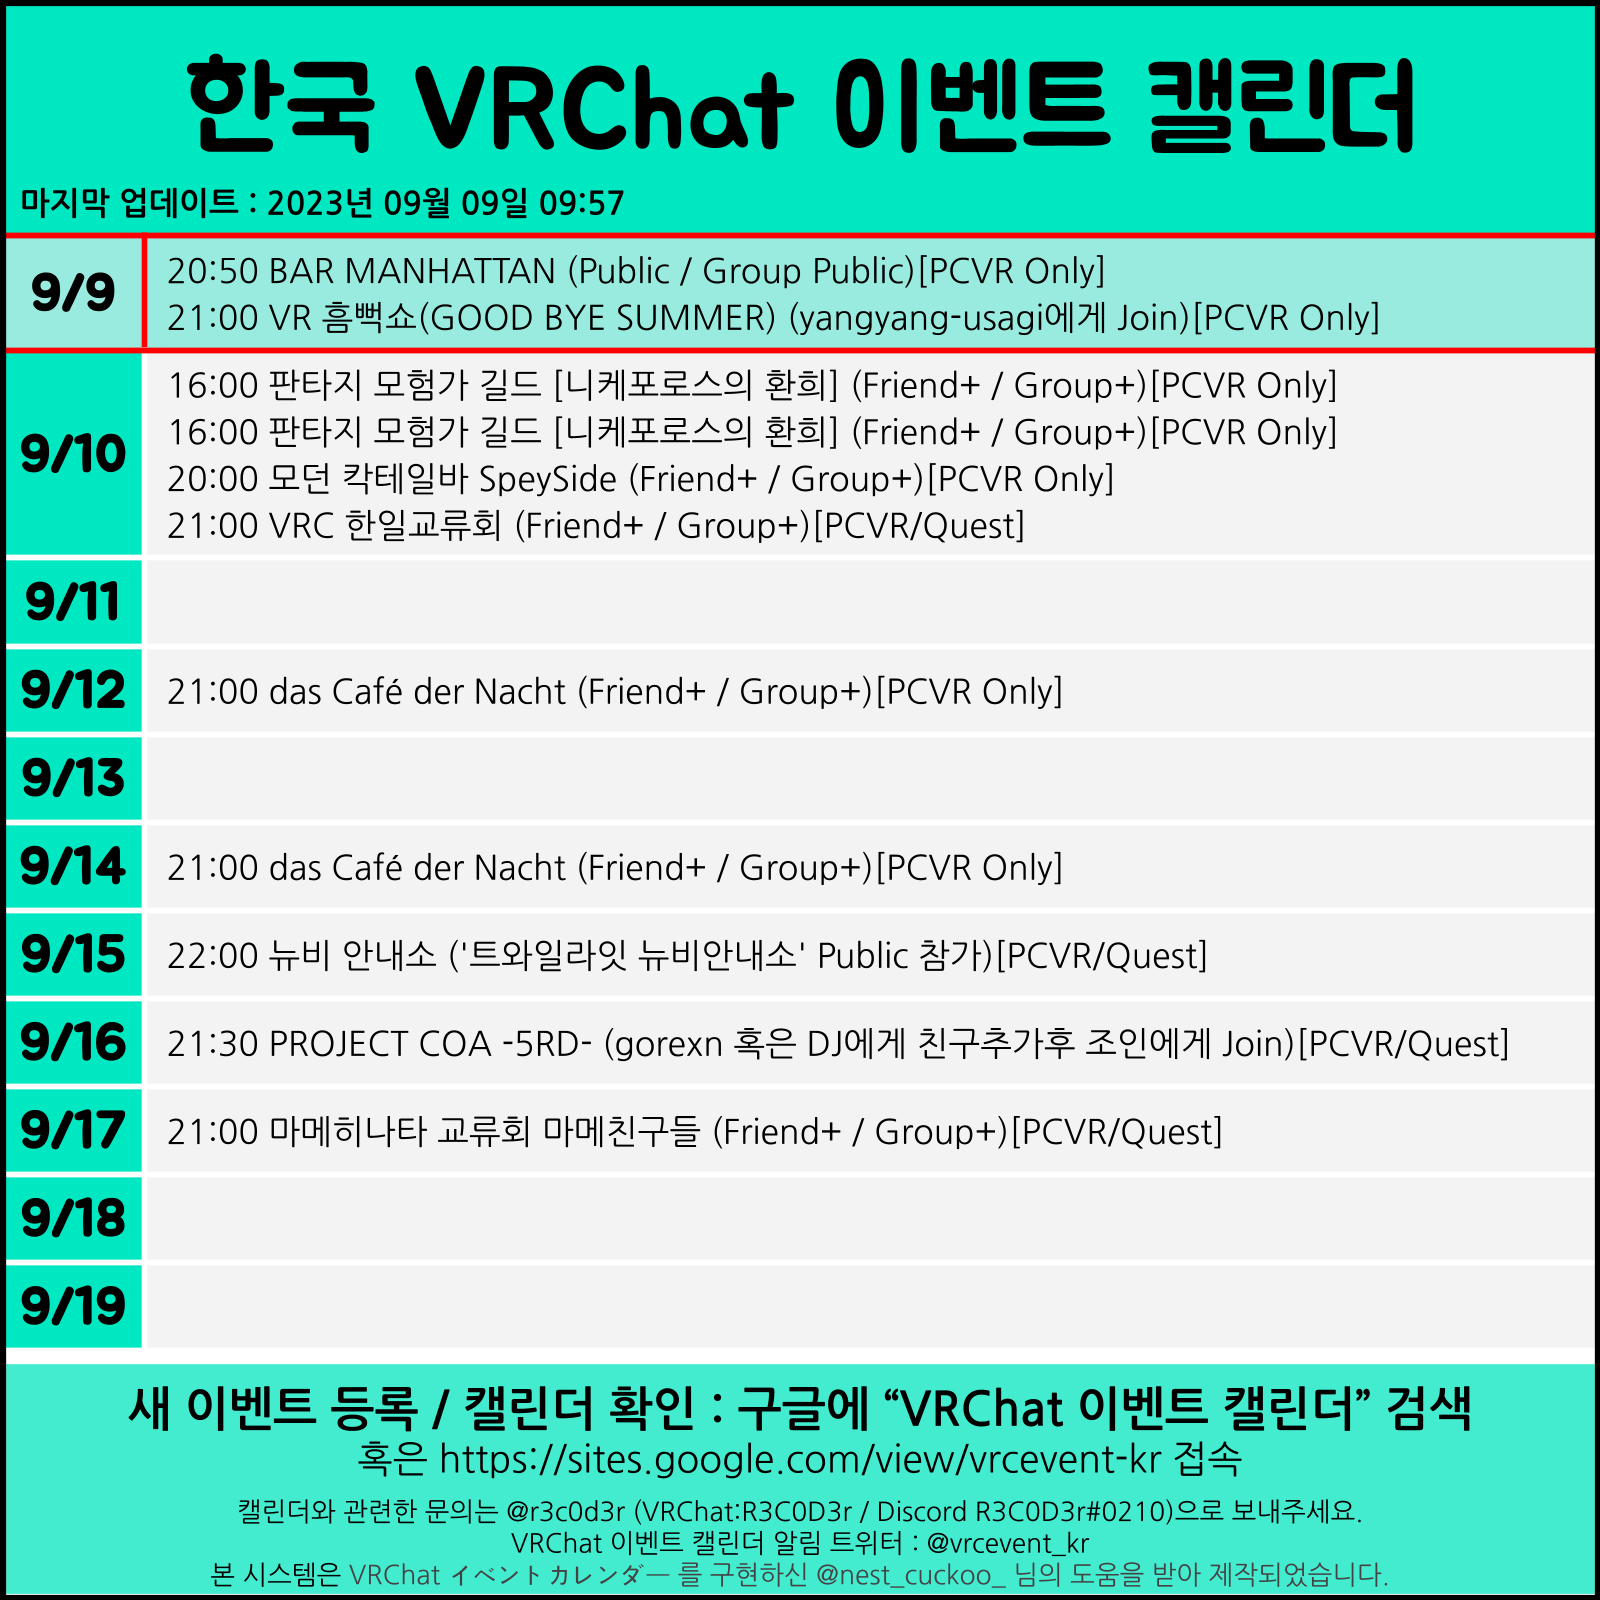 한국 VRChat 이벤트 캘린더
마지막 업데이트 : 2023년 09월 09일 09:57
9/9
20:50 BAR MANHATTAN (Public / Group Public)[PCVR Only]
21:00 VR 흠뻑쇼(GOOD BYE SUMMER) (yangyang-usagi에게 Join)[PCVR Only]
9/10
16:00 판타지 모험가 길드 [니케포로스의 환희] (Friend+ / Group+)[PCVR Only]
16:00 판타지 모험가 길드 [니케포로스의 환희] (Friend+ / Group+)[PCVR Only]
20:00 모던 칵테일바 SpeySide (Friend+ / Group+)[PCVR Only]
21:00 VRC 한일교류회 (Friend+ / Group+)[PCVR/Quest]
9/11
9/12
21:00 das Café der Nacht (Friend+ / Group+)[PCVR Only]
9/13
9/14
21:00 das Café der Nacht (Friend+ / Group+)[PCVR Only]
9/15
22:00 뉴비 안내소 ('트와일라잇 뉴비안내소' Public 참가)[PCVR/Quest]
9/16
21:30 PROJECT COA -5RD- (gorexn 혹은 DJ에게 친구추가후 조인에게 Join)[PCVR/Quest]
9/17
21:00 마메히나타 교류회 마메친구들 (Friend+ / Group+)[PCVR/Quest]
9/18
9/19
새 이벤트 등록 / 캘린더 확인 : 구글에 “VRChat 이벤트 캘린더” 검색
혹은 https://sites.google.com/view/vrcevent-kr 접속
캘린더와 관련한 문의는 @r3c0d3r (VRChat:R3C0D3r / Discord R3C0D3r#0210)으로 보내주세요.
VRChat 이벤트 캘린더 알림 트위터 : @vrcevent_kr
본 시스템은 VRChat イベントカレンダー 를 구현하신 @nest_cuckoo_ 님의 도움을 받아 제작되었습니다.